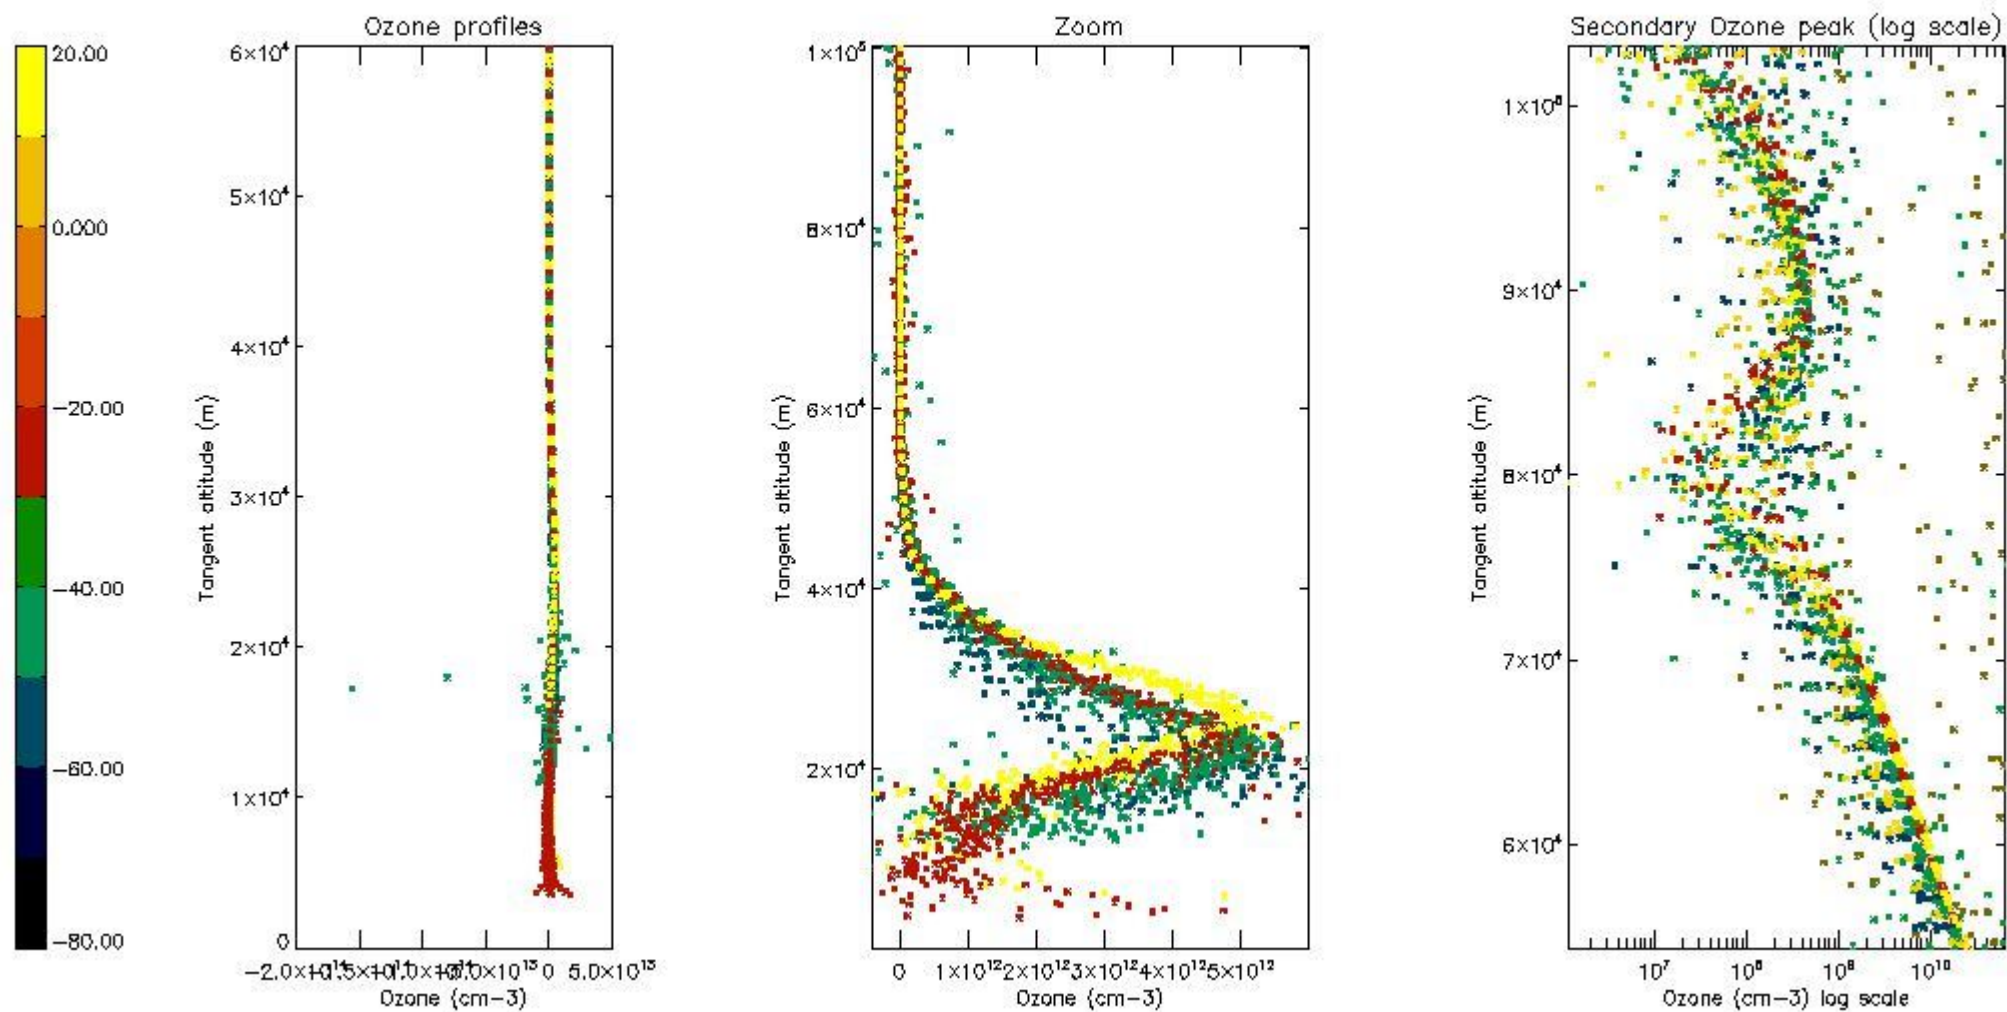 Ozone profiles
Zoom
Secondary Ozone peak (log scale)
20.00
0.000
−20.00
−40.00
−60.00
−80.00
6×10⁴
5×10⁴
4×10⁴
3×10⁴
2×10⁴
1×10⁴
0
Tangent altitude (m)
0 5.0×10¹³
Ozone (cm−3)
1×10⁵
8×10⁴
6×10⁴
4×10⁴
2×10⁴
Tangent altitude (m)
0 1×10¹² 2×10¹² 3×10¹² 4×10¹² 5×10¹²
Ozone (cm−3)
9×10⁴
8×10⁴
7×10⁴
6×10⁴
Tangent altitude (m)
10⁷ 10⁸ 10⁹ 10¹⁰
Ozone (cm−3) log scale